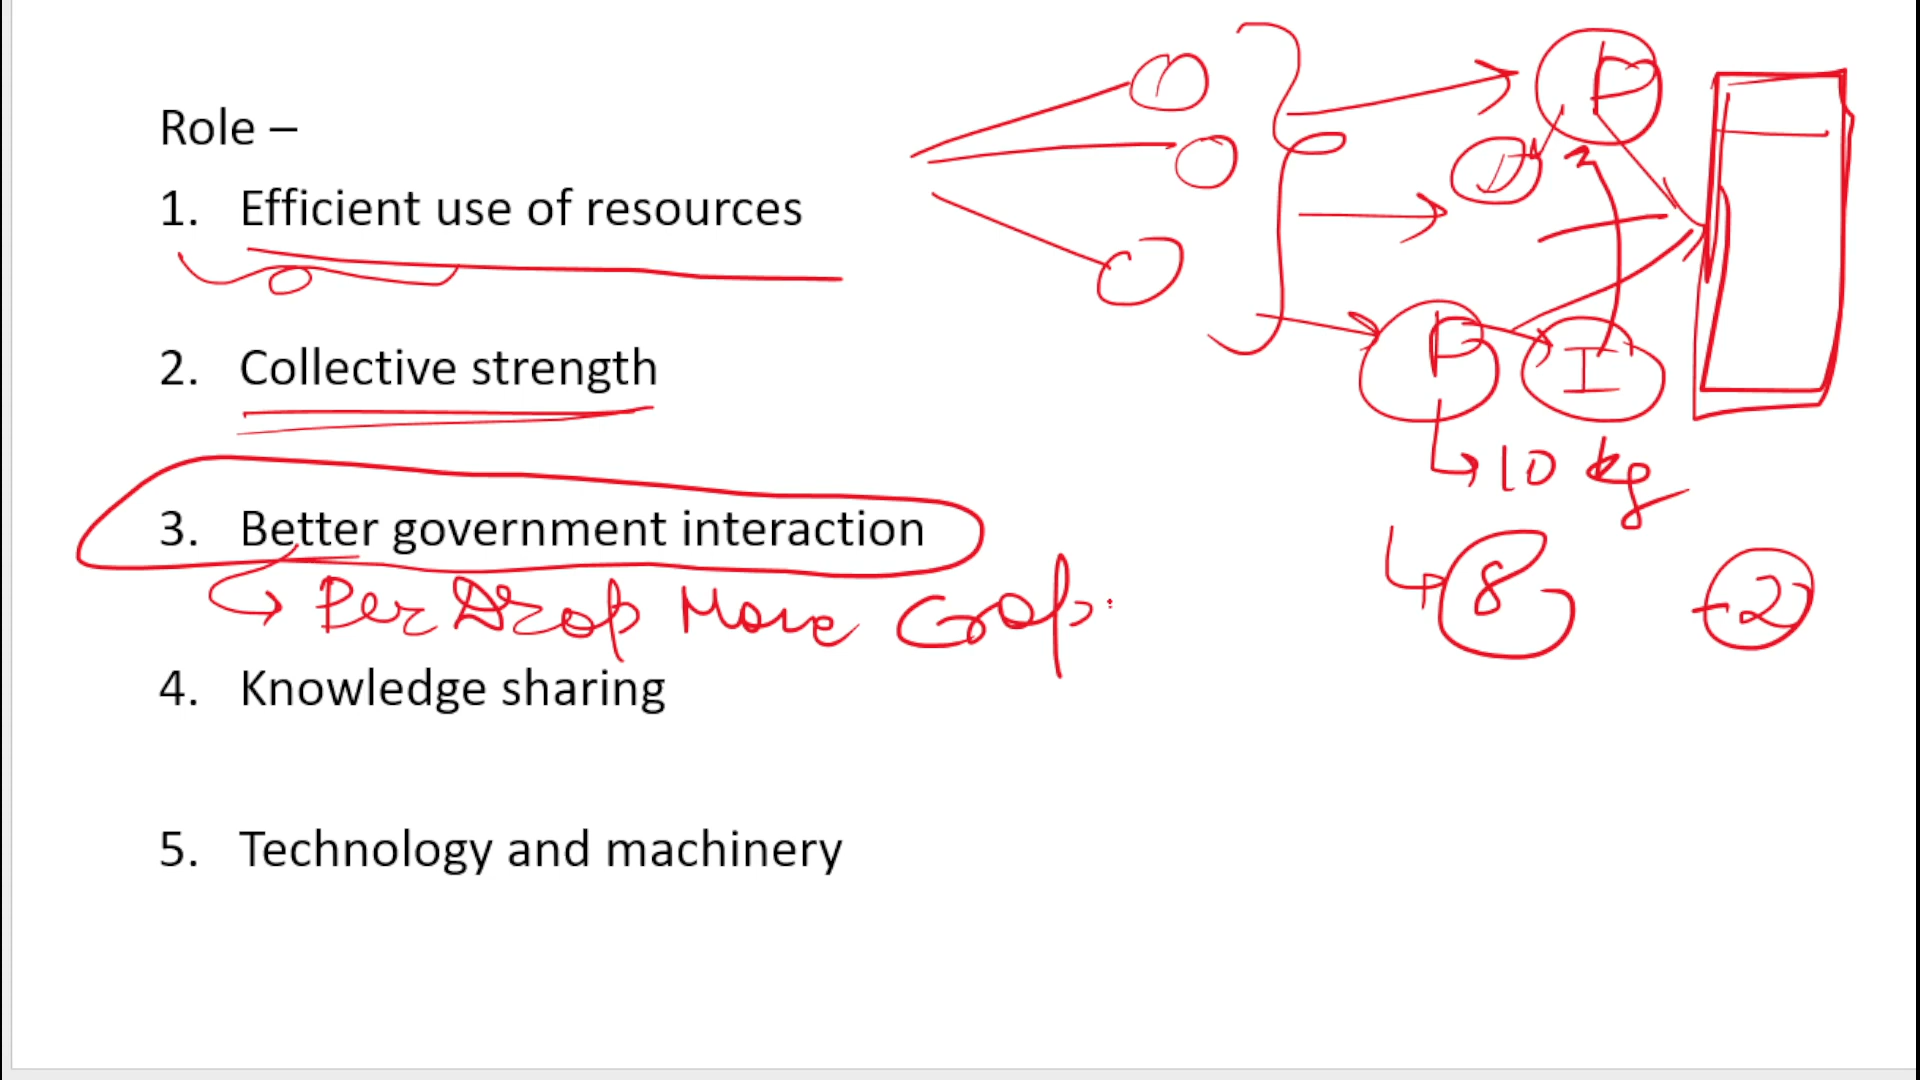 Role –
1. Efficient use of resources
2. Collective strength
3. Better government interaction
Per Drop More Crop
4. Knowledge sharing
5. Technology and machinery
P
I
10 kg
8
-2